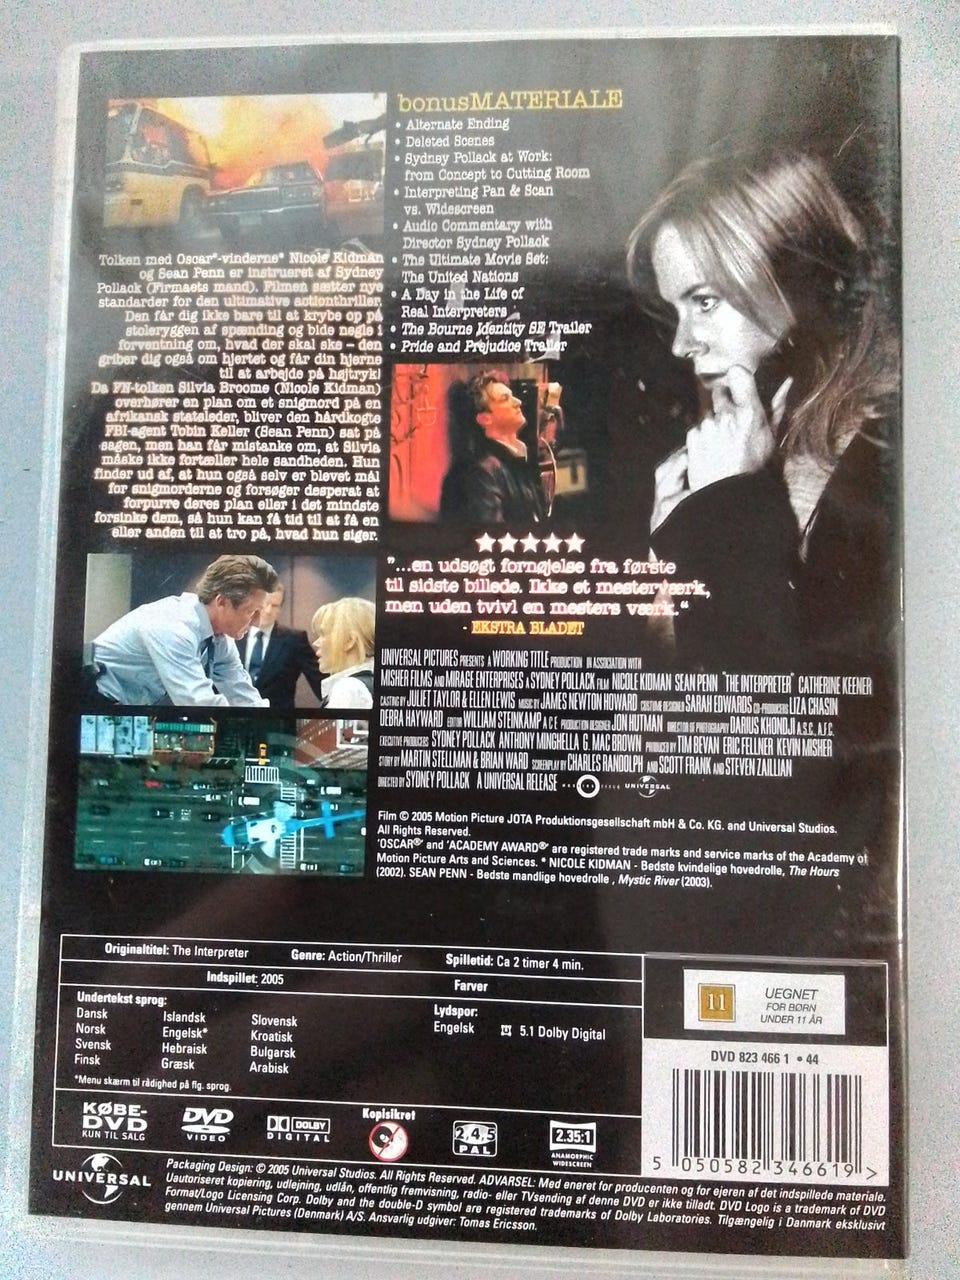 bonusMATERIALE
• Alternate Ending
• Deleted Scenes
• Sydney Pollack at Work:
from Concept to Cutting Room
• Interpreting Pan & Scan
vs. Widescreen
• Audio Commentary with
Director Sydney Pollack
• The Ultimate Movie Set:
The United Nations
• A Day in the Life of
Real Interpreters
• The Bourne Identity SE Trailer
• Pride and Prejudice Trailer
Tolken med Oscar®-vinderne* Nicole Kidman
og Sean Penn er instrueret af Sydney
Pollack (Firmaets mand). Filmen sætter nye
standarder for den ultimative actionthriller.
Den får dig ikke bare til at krybe op på
stoleryggen af spænding og bide negle i
forventning om, hvad der skal ske – den
griber dig også om hjertet og får din hjerne
til at arbejde på højtryk!
Da FN-tolken Silvia Broome (Nicole Kidman)
overhører en plan om et snigmord på en
afrikansk statsleder, bliver den hårdkogte
FBI-agent Tobin Keller (Sean Penn) sat på
sagen, men han får mistanke om, at Silvia
måske ikke fortæller hele sandheden. Hun
finder ud af, at hun også selv er blevet mål
for snigmorderne og forsøger desperat at
forpurre deres plan eller i det mindste
forsinke dem, så hun kan få tid til at få en
eller anden til at tro på, hvad hun siger.
"...en udsøgt fornøjelse fra første
til sidste billede. Ikke et mesterværk,
men uden tvivl en mesters værk."
- EKSTRA BLADET
UNIVERSAL PICTURES PRESENTS A WORKING TITLE PRODUCTION IN ASSOCIATION WITH
MISHER FILMS AND MIRAGE ENTERPRISES A SYDNEY POLLACK FILM NICOLE KIDMAN SEAN PENN "THE INTERPRETER" CATHERINE KEENER
CASTING BY JULIET TAYLOR & ELLEN LEWIS MUSIC BY JAMES NEWTON HOWARD COSTUME DESIGNER SARAH EDWARDS CO-PRODUCERS LIZA CHASIN
DEBRA HAYWARD EDITOR WILLIAM STEINKAMP A.C.E. PRODUCTION DESIGNER JON HUTMAN DIRECTOR OF PHOTOGRAPHY DARIUS KHONDJI A.S.C., A.F.C.
EXECUTIVE PRODUCERS SYDNEY POLLACK ANTHONY MINGHELLA G. MAC BROWN PRODUCED BY TIM BEVAN ERIC FELLNER KEVIN MISHER
STORY BY MARTIN STELLMAN & BRIAN WARD SCREENPLAY BY CHARLES RANDOLPH AND SCOTT FRANK AND STEVEN ZAILLIAN
DIRECTED BY SYDNEY POLLACK A UNIVERSAL RELEASE UNIVERSAL
Film © 2005 Motion Picture JOTA Produktionsgesellschaft mbH & Co. KG. and Universal Studios.
All Rights Reserved.
'OSCAR®' and 'ACADEMY AWARD®' are registered trade marks and service marks of the Academy of
Motion Picture Arts and Sciences. * NICOLE KIDMAN - Bedste kvindelige hovedrolle, The Hours
(2002). SEAN PENN - Bedste mandlige hovedrolle , Mystic River (2003).
Originaltitel: The Interpreter Genre: Action/Thriller Spilletid: Ca 2 timer 4 min.
Indspillet: 2005 Farver
Undertekst sprog:
Dansk Islandsk Slovensk
Norsk Engelsk* Kroatisk
Svensk Hebraisk Bulgarsk
Finsk Græsk Arabisk
*Menu skærm til rådighed på flg. sprog.
Lydspor:
Engelsk 5.1 Dolby Digital
11
UEGNET
FOR BØRN
UNDER 11 ÅR
DVD 823 466 1 • 44
5 050582 346619 >
KØBE-
DVD
KUN TIL SALG
DVD
VIDEO
DOLBY
DIGITAL
Kopisikret
2,4,5
PAL
2.35:1
ANAMORPHIC
WIDESCREEN
UNIVERSAL
Packaging Design: © 2005 Universal Studios. All Rights Reserved. ADVARSEL: Med eneret for producenten og for ejeren af det indspillede materiale.
Uautoriseret kopiering, udlejning, udlån, offentlig fremvisning, radio- eller TVsending af denne DVD er ikke tilladt. DVD Logo is a trademark of DVD
Format/Logo Licensing Corp. Dolby and the double-D symbol are registered trademarks of Dolby Laboratories. Tilgængelig i Danmark eksklusivt
gennem Universal Pictures (Denmark) A/S. Ansvarlig udgiver: Tomas Ericsson.